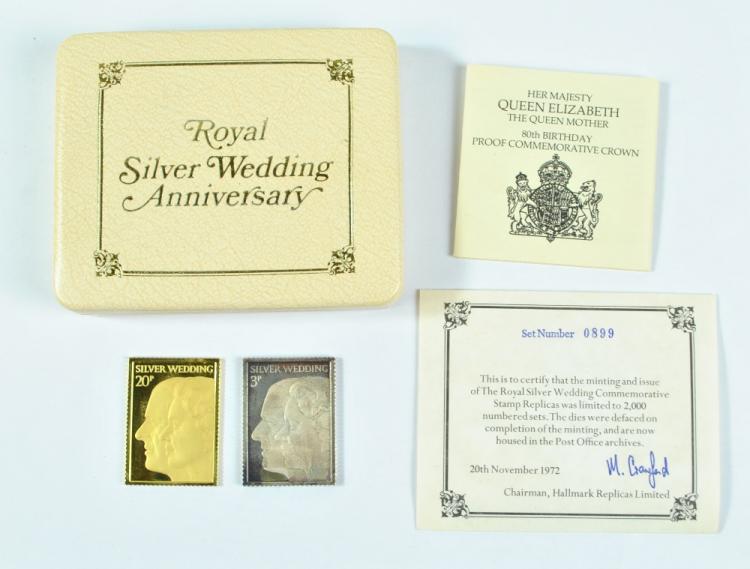 Royal
Silver Wedding
Anniversary
HER MAJESTY
QUEEN ELIZABETH
THE QUEEN MOTHER
80th BIRTHDAY
PROOF COMMEMORATIVE CROWN
SILVER WEDDING
20P
SILVER WEDDING
3P
Set Number 0899
This is to certify that the minting and issue
of The Royal Silver Wedding Commemorative
Stamp Replicas was limited to 2,000
numbered sets. The dies were defaced on
completion of the minting, and are now
housed in the Post Office archives.
20th November 1972
M. Crawford
Chairman, Hallmark Replicas Limited